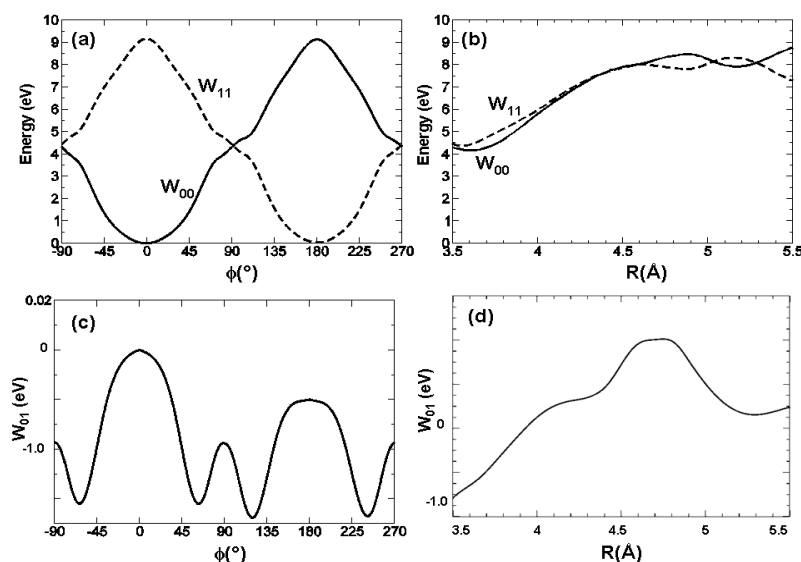 (a)
Energy (eV)
10
9
8
7
6
5
4
3
2
1
0
W11
W00
-90 -45 0 45 90 135 180 225 270
ϕ(°)
(b)
Energy (eV)
10
9
8
7
6
5
4
3
2
1
0
W11
W00
3.5 4 4.5 5 5.5
R(Å)
(c)
W01 (eV)
0.02
0
-1.0
-90 -45 0 45 90 135 180 225 270
ϕ(°)
(d)
W01 (eV)
0
-1.0
3.5 4 4.5 5 5.5
R(Å)